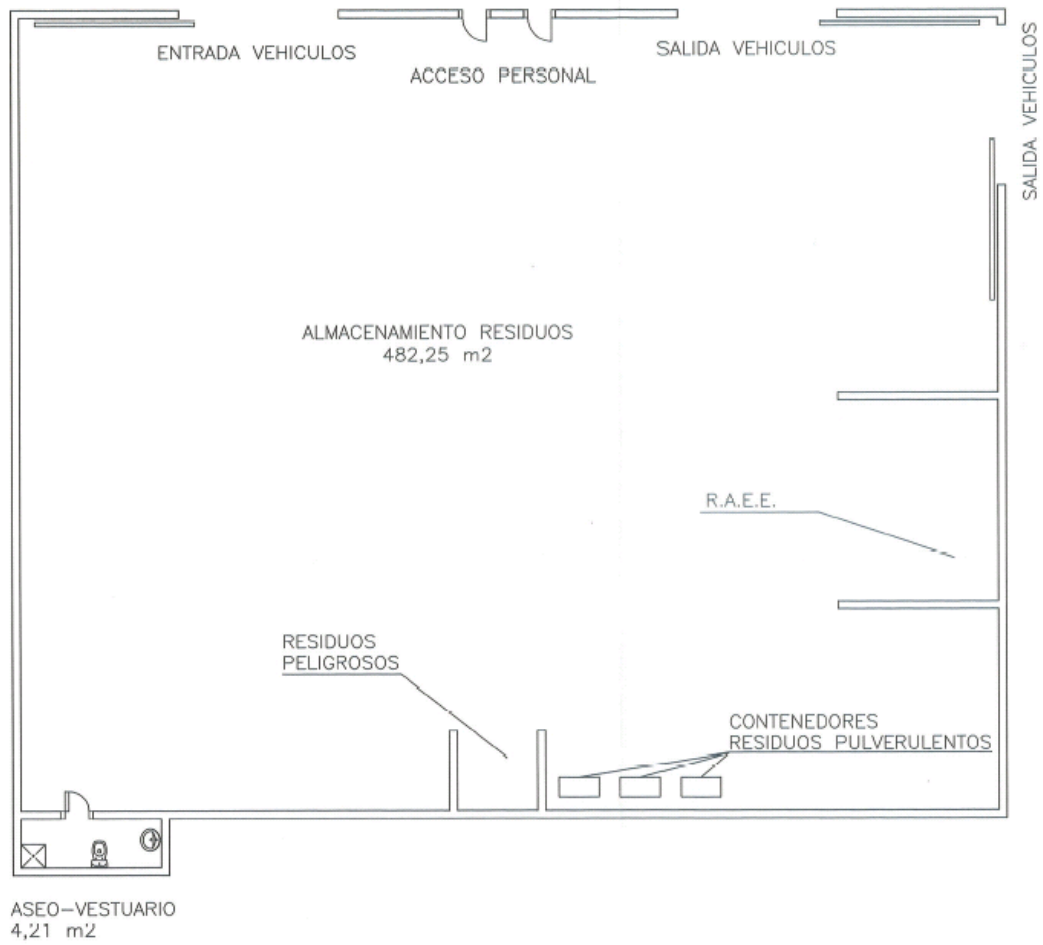 ENTRADA VEHICULOS
SALIDA VEHICULOS
ACCESO PERSONAL
SALIDA VEHICULOS
ALMACENAMIENTO RESIDUOS
482,25 m2
R.A.E.E.
RESIDUOS
PELIGROSOS
CONTENEDORES
RESIDUOS PULVERULENTOS
ASEO-VESTUARIO
4,21 m2